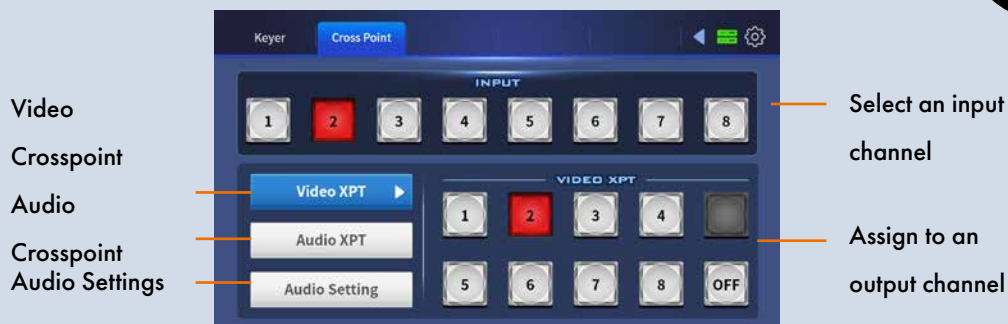 Keyer Cross Point
INPUT
1 2 3 4 5 6 7 8
Video
Crosspoint
Audio
Crosspoint
Audio Settings
Video XPT
Audio XPT
Audio Setting
VIDEO XPT
1 2 3 4
5 6 7 8 OFF
Select an input
channel
Assign to an
output channel